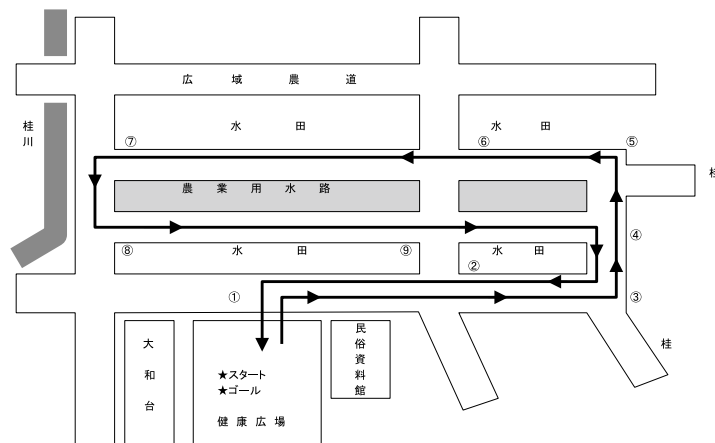 広域農道
桂川
水田
水田
⑦
⑥
⑤
桂
農業用水路
④
⑧
水田
⑨
水田
②
①
③
大和台
★スタート
★ゴール
健康広場
民俗資料館
桂